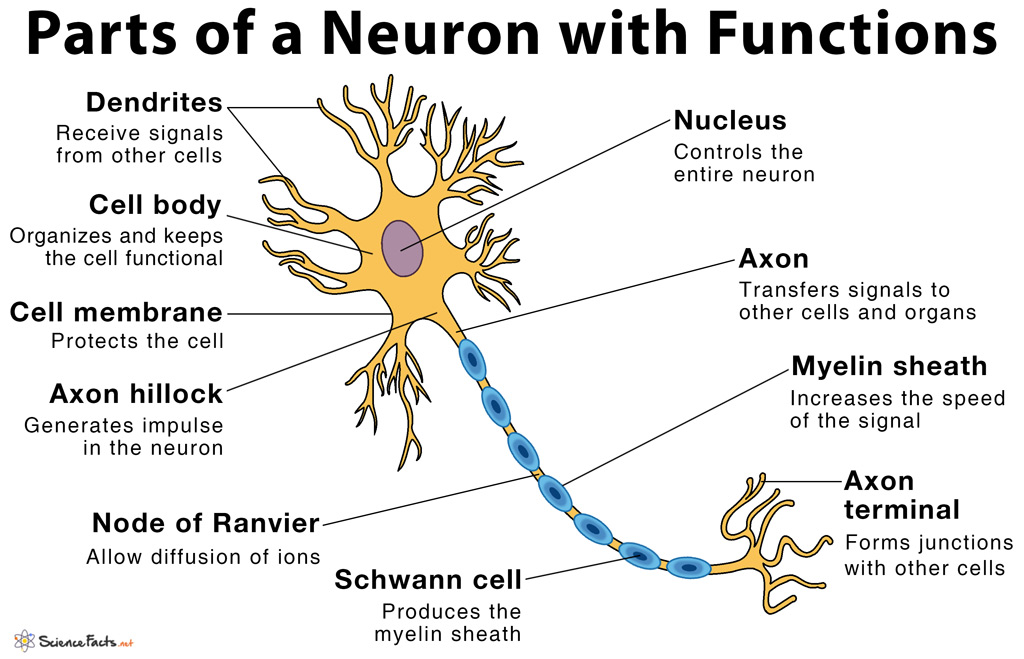 Parts of a Neuron with Functions
Dendrites
Receive signals
from other cells
Cell body
Organizes and keeps
the cell functional
Cell membrane
Protects the cell
Axon hillock
Generates impulse
in the neuron
Node of Ranvier
Allow diffusion of ions
Schwann cell
Produces the
myelin sheath
Nucleus
Controls the
entire neuron
Axon
Transfers signals to
other cells and organs
Myelin sheath
Increases the speed
of the signal
Axon
terminal
Forms junctions
with other cells
ScienceFacts.net